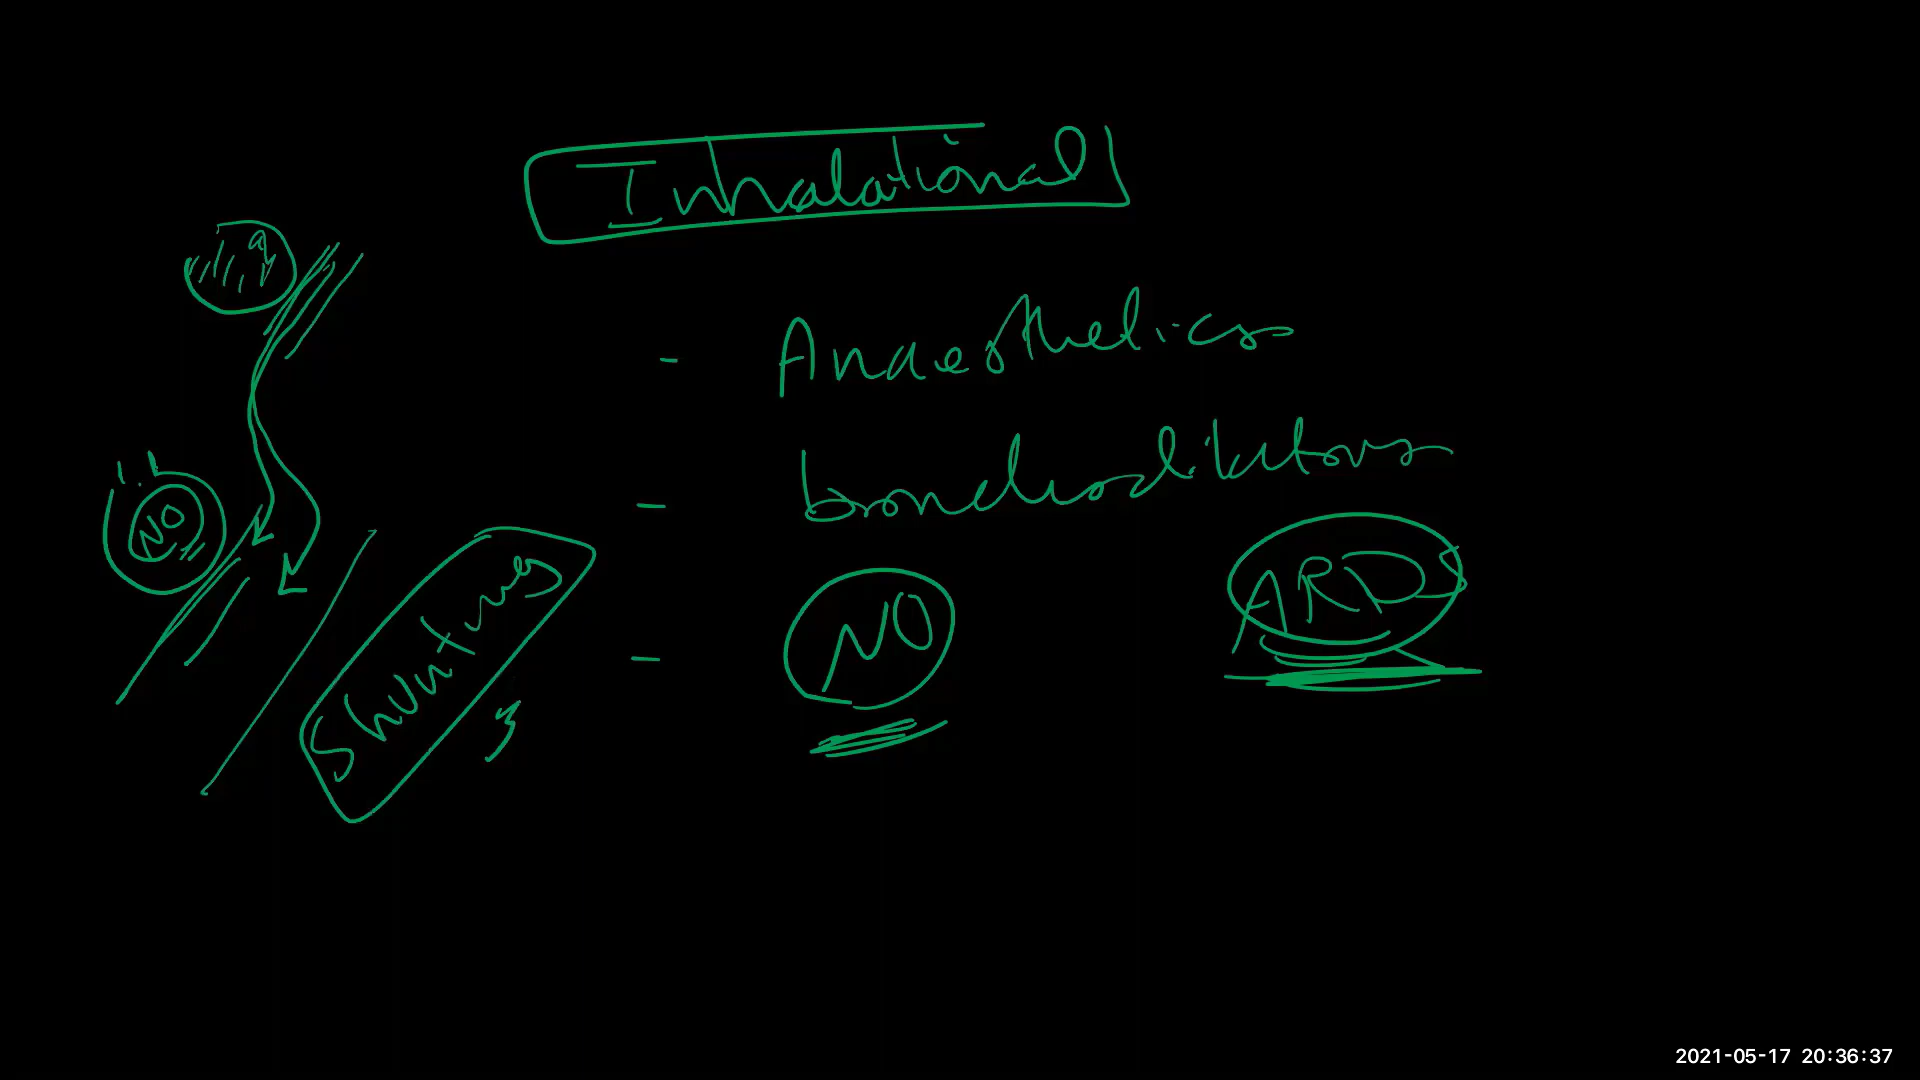 Inhalational
- Anaesthetics
- bronchodilators
- NO
ARDS
NO
Shunting
2021-05-17 20:36:37